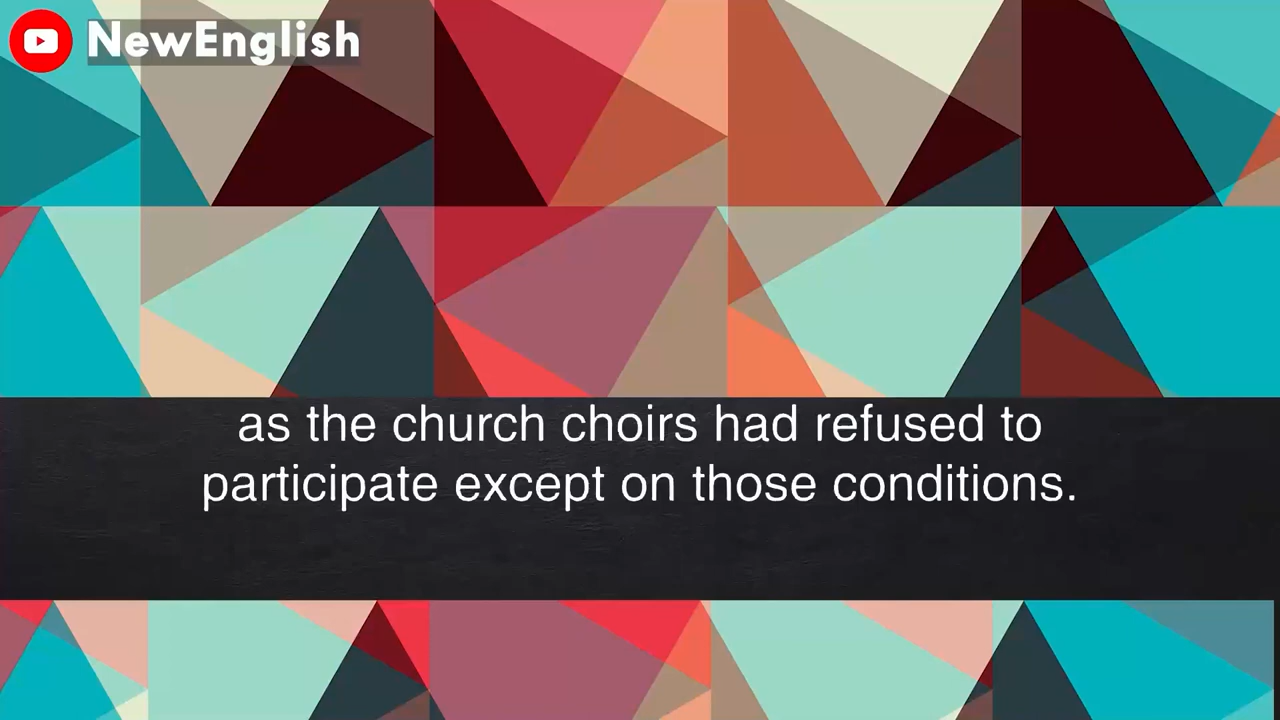 NewEnglish
as the church choirs had refused to
participate except on those conditions.